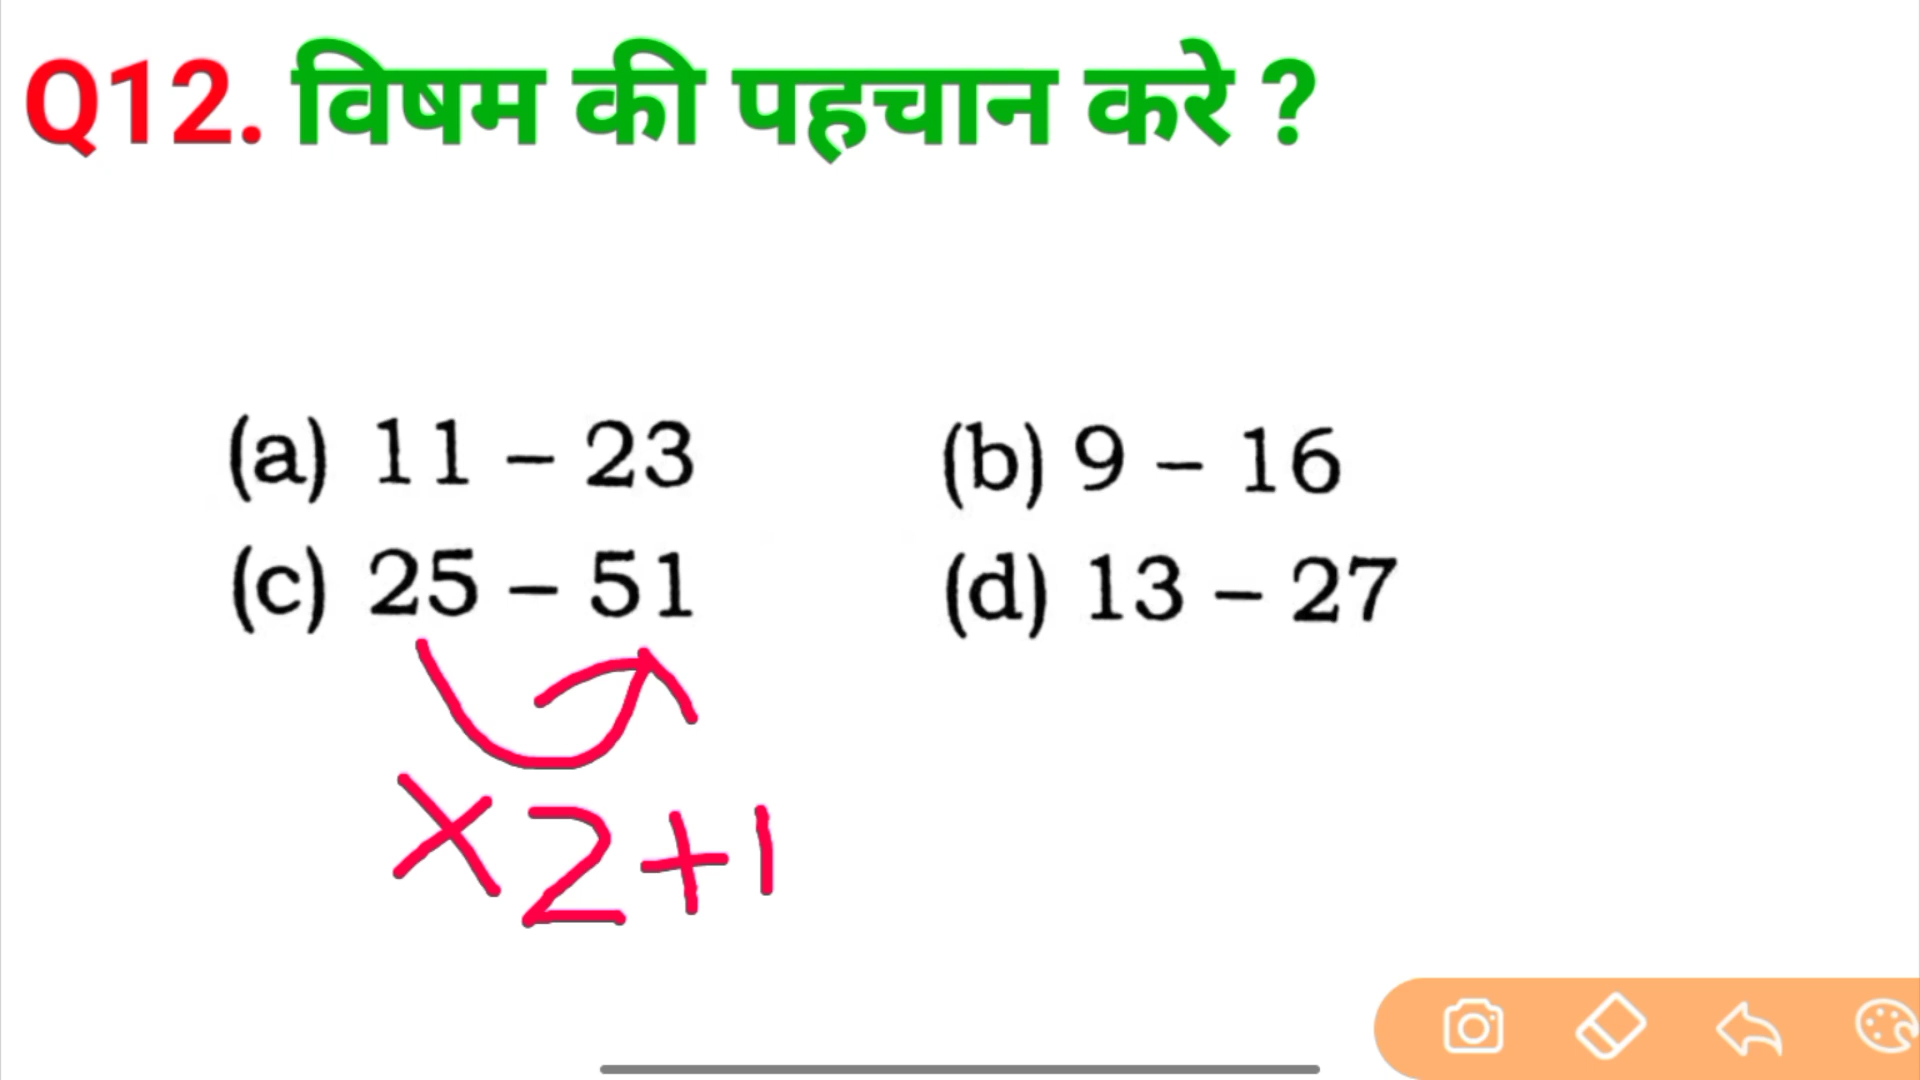 Q12. विषम की पहचान करे ?
(a) 11 – 23 (b) 9 – 16
(c) 25 – 51 (d) 13 – 27
×2+1